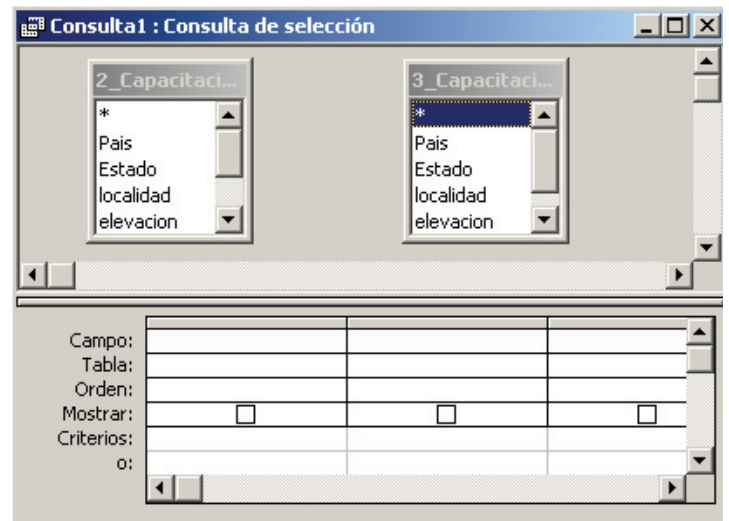 Consulta1 : Consulta de selección
2_Capacitaci...
*
Pais
Estado
localidad
elevacion
3_Capacitaci...
*
Pais
Estado
localidad
elevacion
Campo:
Tabla:
Orden:
Mostrar:
Criterios:
o: